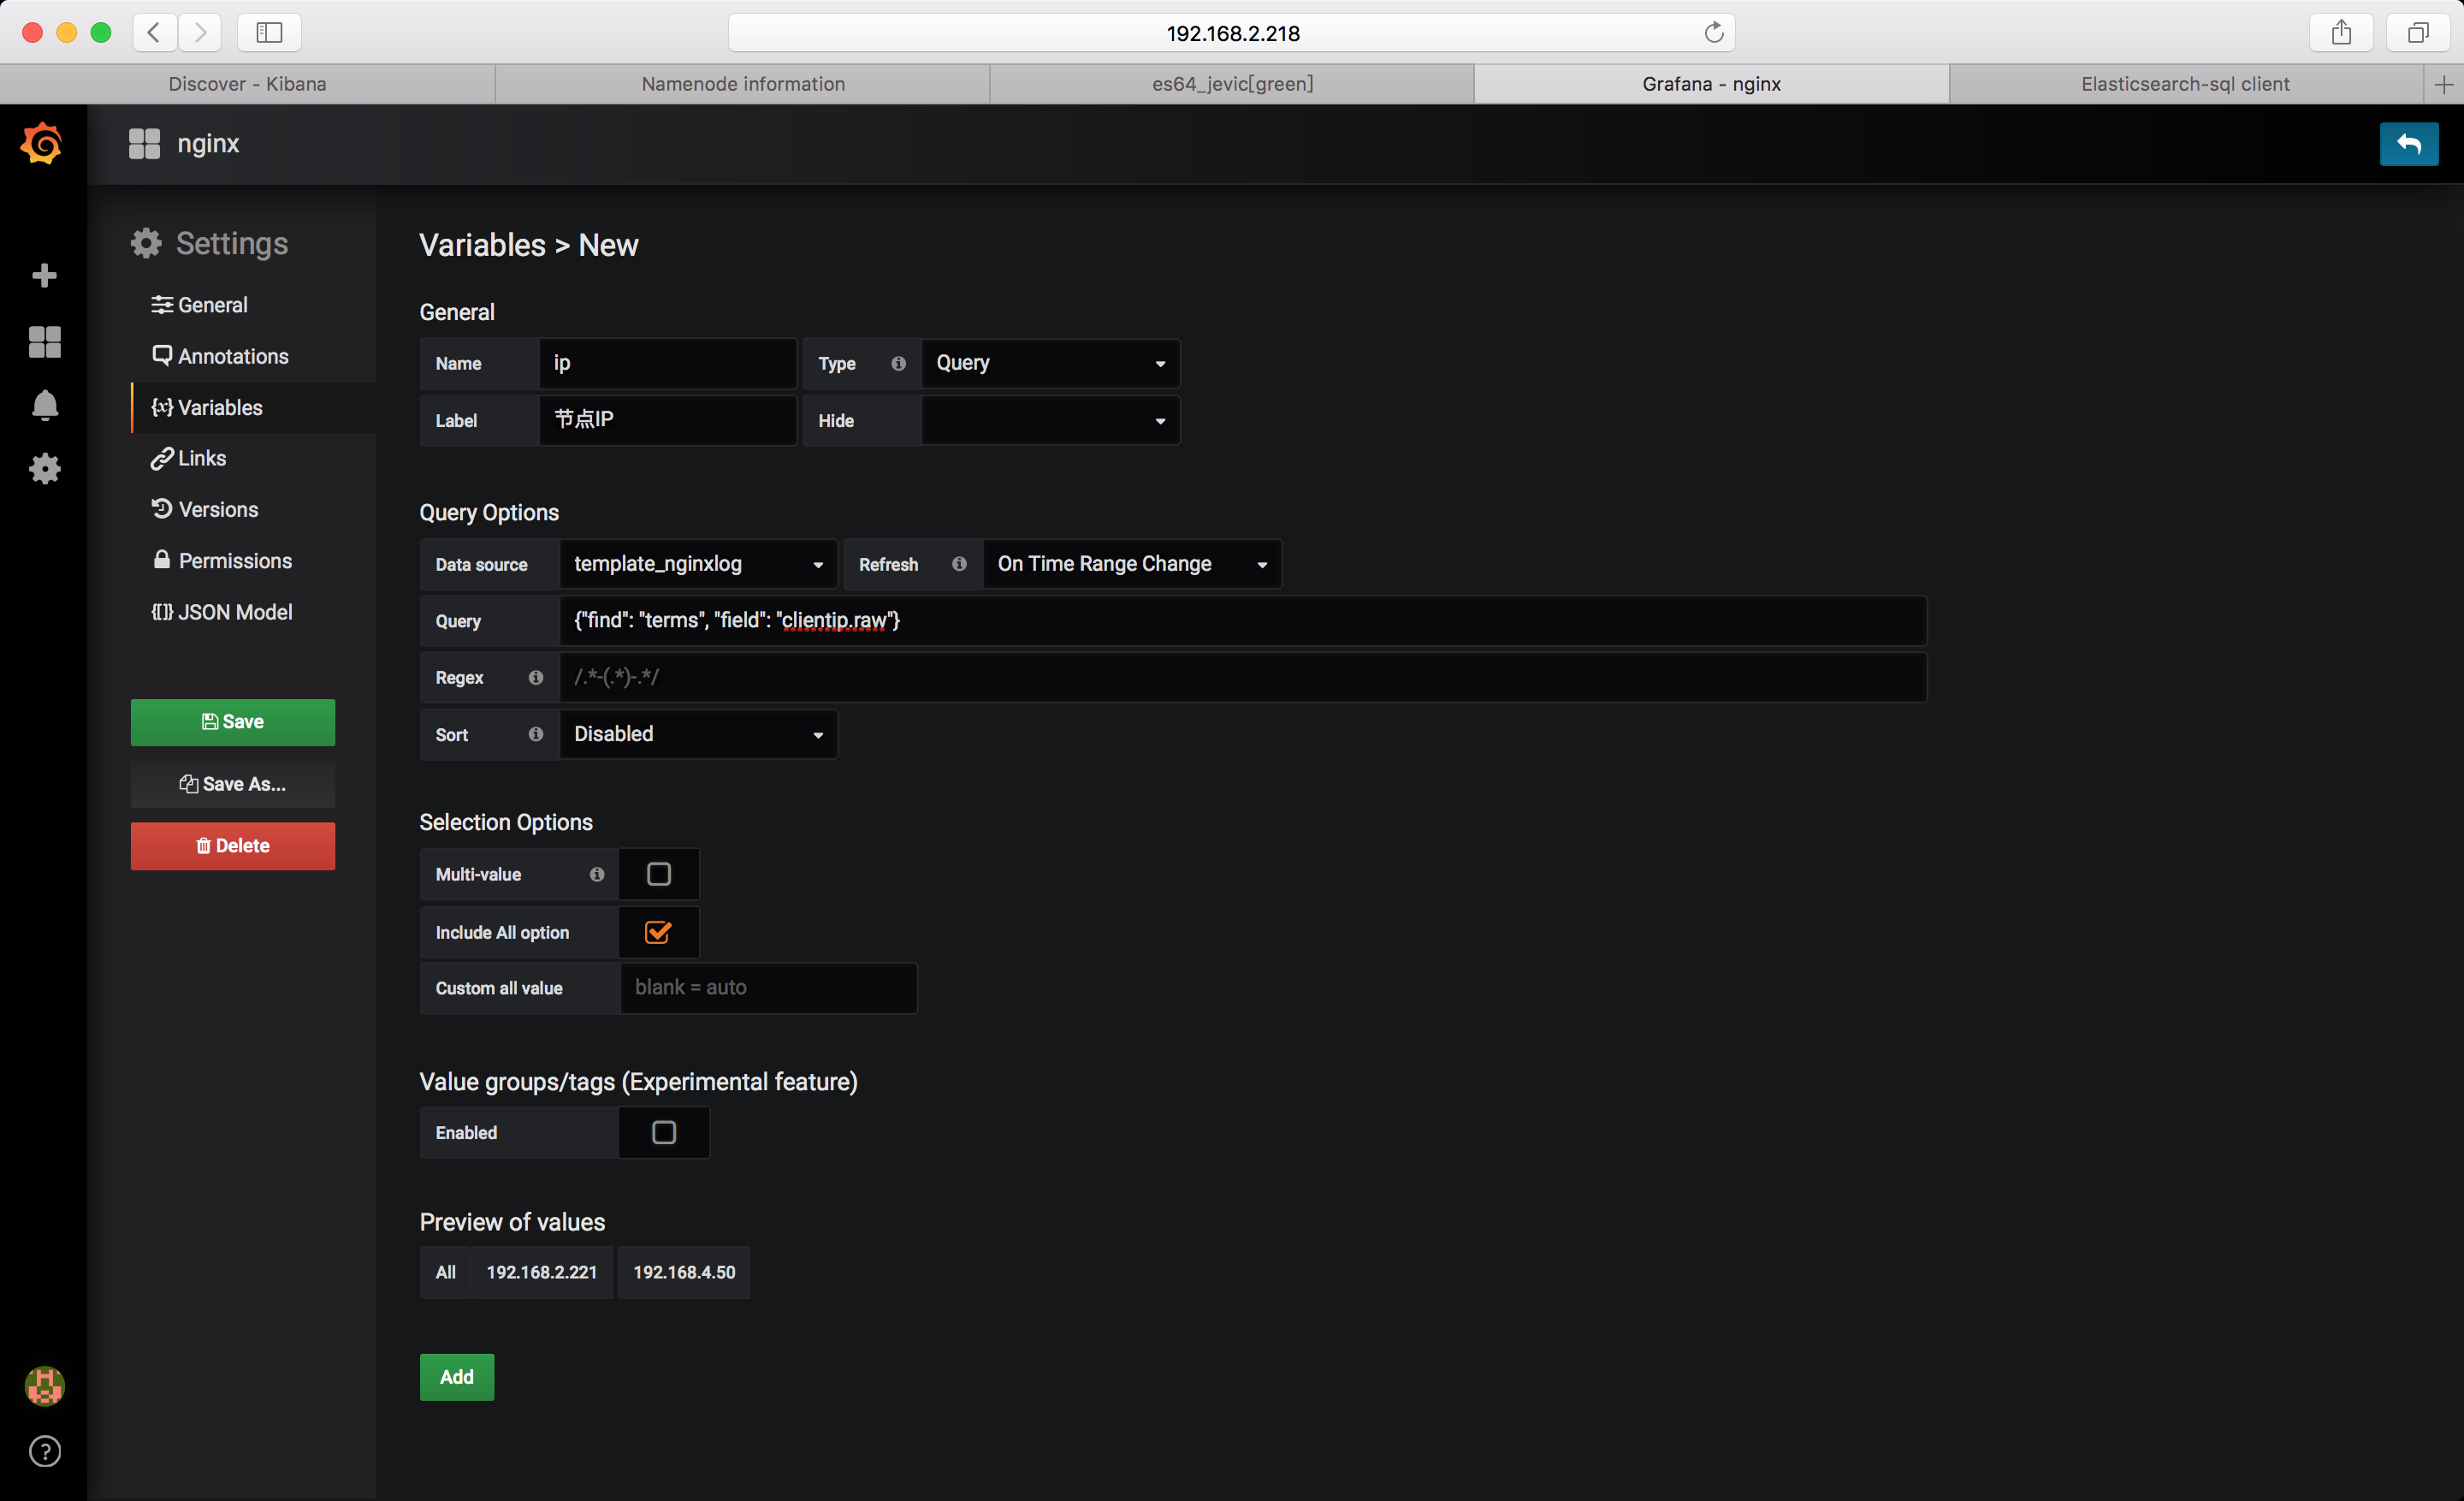 192.168.2.218
Discover - Kibana
Namenode information
es64_jevic[green]
Grafana - nginx
Elasticsearch-sql client
nginx
Settings
General
Annotations
{x} Variables
Links
Versions
Permissions
{[]} JSON Model
Save
Save As...
Delete
Variables > New
General
Name ip Type Query
Label 节点IP Hide
Query Options
Data source template_nginxlog Refresh On Time Range Change
Query {"find": "terms", "field": "clientip.raw"}
Regex /.*-(.*)-.*/
Sort Disabled
Selection Options
Multi-value
Include All option
Custom all value blank = auto
Value groups/tags (Experimental feature)
Enabled
Preview of values
All 192.168.2.221 192.168.4.50
Add